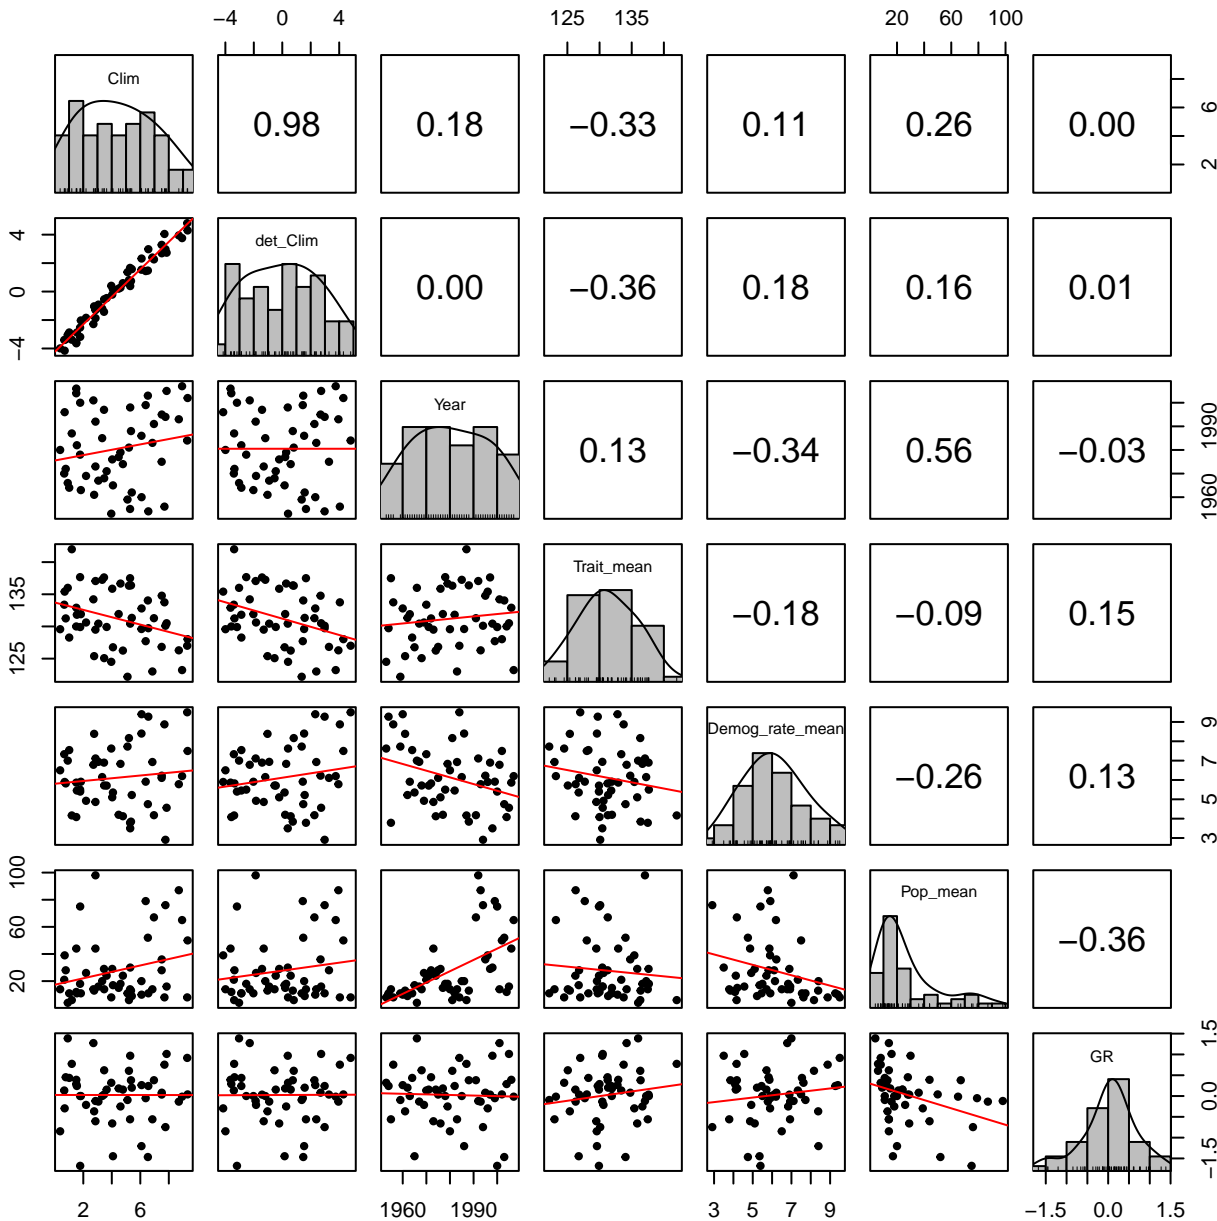 −4 0 4 125 135 20 60 100
Clim 0.98 0.18 −0.33 0.11 0.26 0.00 2 6
−4 0 4 det_Clim 0.00 −0.36 0.18 0.16 0.01
Year 0.13 −0.34 0.56 −0.03 1960 1990
125 135 Trait_mean −0.18 −0.09 0.15
Demog_rate_mean −0.26 0.13 3 5 7 9
20 60 100 Pop_mean −0.36
GR −1.5 0.0 1.5
2 6 1960 1990 3 5 7 9 −1.5 0.0 1.5